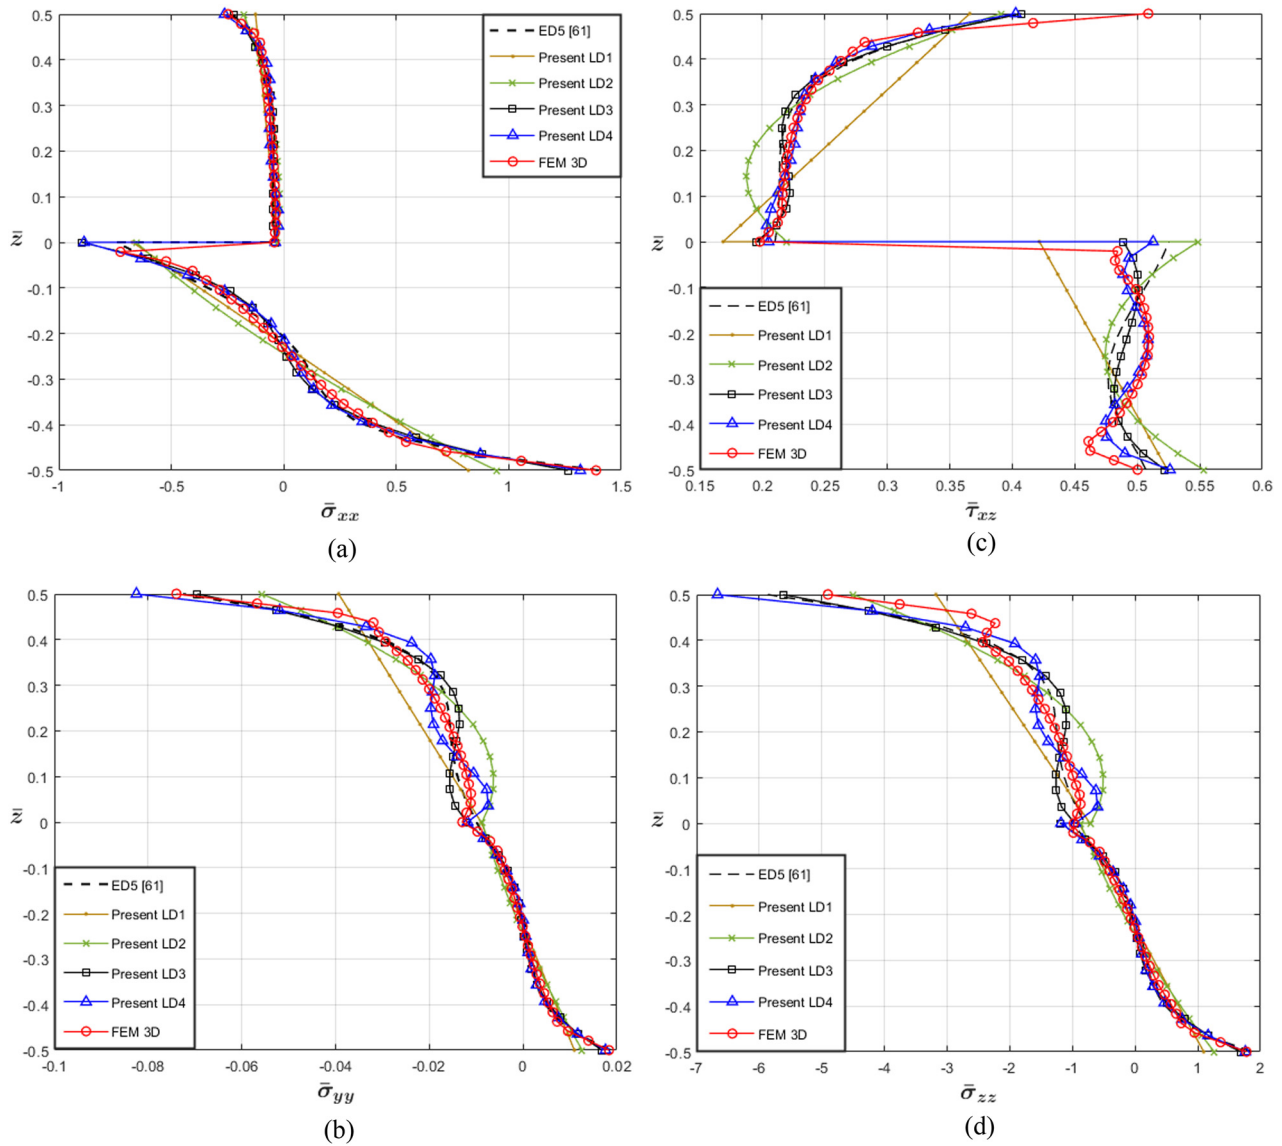 0.5
0.4
0.3
0.2
0.1
0
-0.1
-0.2
-0.3
-0.4
-0.5
z̄
-1 -0.5 0 0.5 1 1.5
σ̄xx
ED5 [61]
Present LD1
Present LD2
Present LD3
Present LD4
FEM 3D
(a)
0.5
0.4
0.3
0.2
0.1
0
-0.1
-0.2
-0.3
-0.4
-0.5
z̄
0.15 0.2 0.25 0.3 0.35 0.4 0.45 0.5 0.55 0.6
τ̄xz
ED5 [61]
Present LD1
Present LD2
Present LD3
Present LD4
FEM 3D
(c)
0.5
0.4
0.3
0.2
0.1
0
-0.1
-0.2
-0.3
-0.4
-0.5
z̄
-0.1 -0.08 -0.06 -0.04 -0.02 0 0.02
σ̄yy
ED5 [61]
Present LD1
Present LD2
Present LD3
Present LD4
FEM 3D
(b)
0.5
0.4
0.3
0.2
0.1
0
-0.1
-0.2
-0.3
-0.4
-0.5
z̄
-7 -6 -5 -4 -3 -2 -1 0 1 2
σ̄zz
ED5 [61]
Present LD1
Present LD2
Present LD3
Present LD4
FEM 3D
(d)